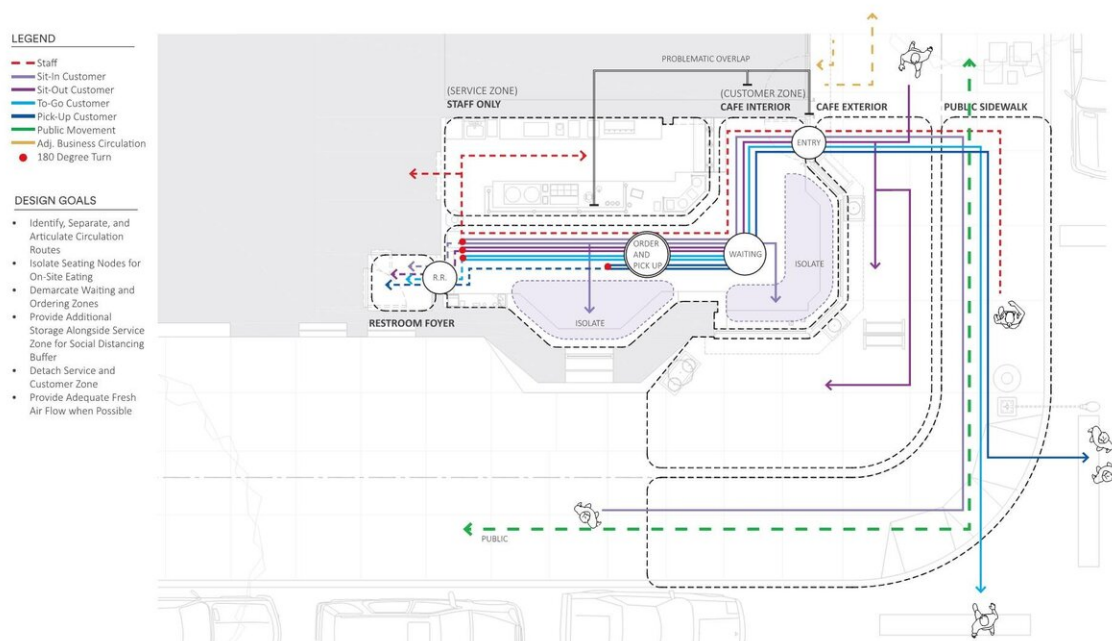 LEGEND
Staff
Sit-In Customer
Sit-Out Customer
To-Go Customer
Pick-Up Customer
Public Movement
Adj. Business Circulation
180 Degree Turn
DESIGN GOALS
• Identify, Separate, and
Articulate Circulation
Routes
• Isolate Seating Nodes for
On-Site Eating
• Demarcate Waiting and
Ordering Zones
• Provide Additional
Storage Alongside Service
Zone for Social Distancing
Buffer
• Detach Service and
Customer Zone
• Provide Adequate Fresh
Air Flow when Possible
PROBLEMATIC OVERLAP
(SERVICE ZONE)
STAFF ONLY
(CUSTOMER ZONE)
CAFE INTERIOR
CAFE EXTERIOR
PUBLIC SIDEWALK
ENTRY
ORDER
AND
PICK UP
WAITING
ISOLATE
R.R.
RESTROOM FOYER
ISOLATE
PUBLIC